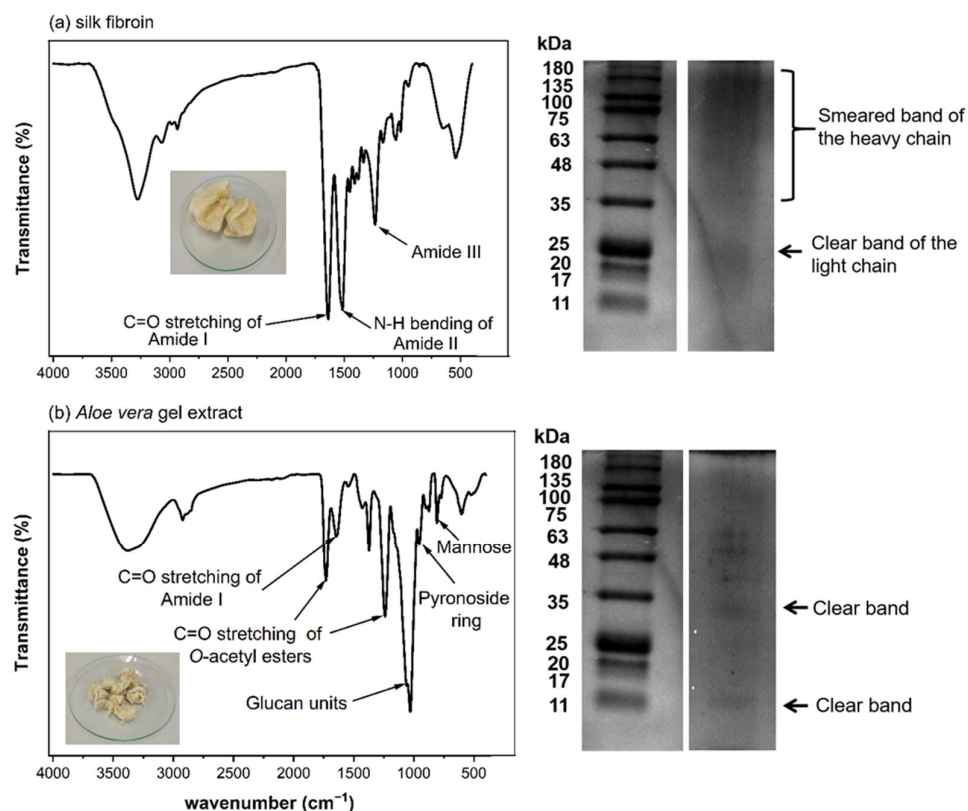 (a) silk fibroin
Transmittance (%)
Amide III
C=O stretching of
Amide I
N-H bending of
Amide II
4000 3500 3000 2500 2000 1500 1000 500
kDa
180
135
100
75
63
48
35
25
20
17
11
Smeared band of
the heavy chain
Clear band of the
light chain
(b) Aloe vera gel extract
Transmittance (%)
Mannose
C=O stretching of
Amide I
Pyronoside
ring
C=O stretching of
O-acetyl esters
Glucan units
4000 3500 3000 2500 2000 1500 1000 500
wavenumber (cm⁻¹)
kDa
180
135
100
75
63
48
35
25
20
17
11
Clear band
Clear band